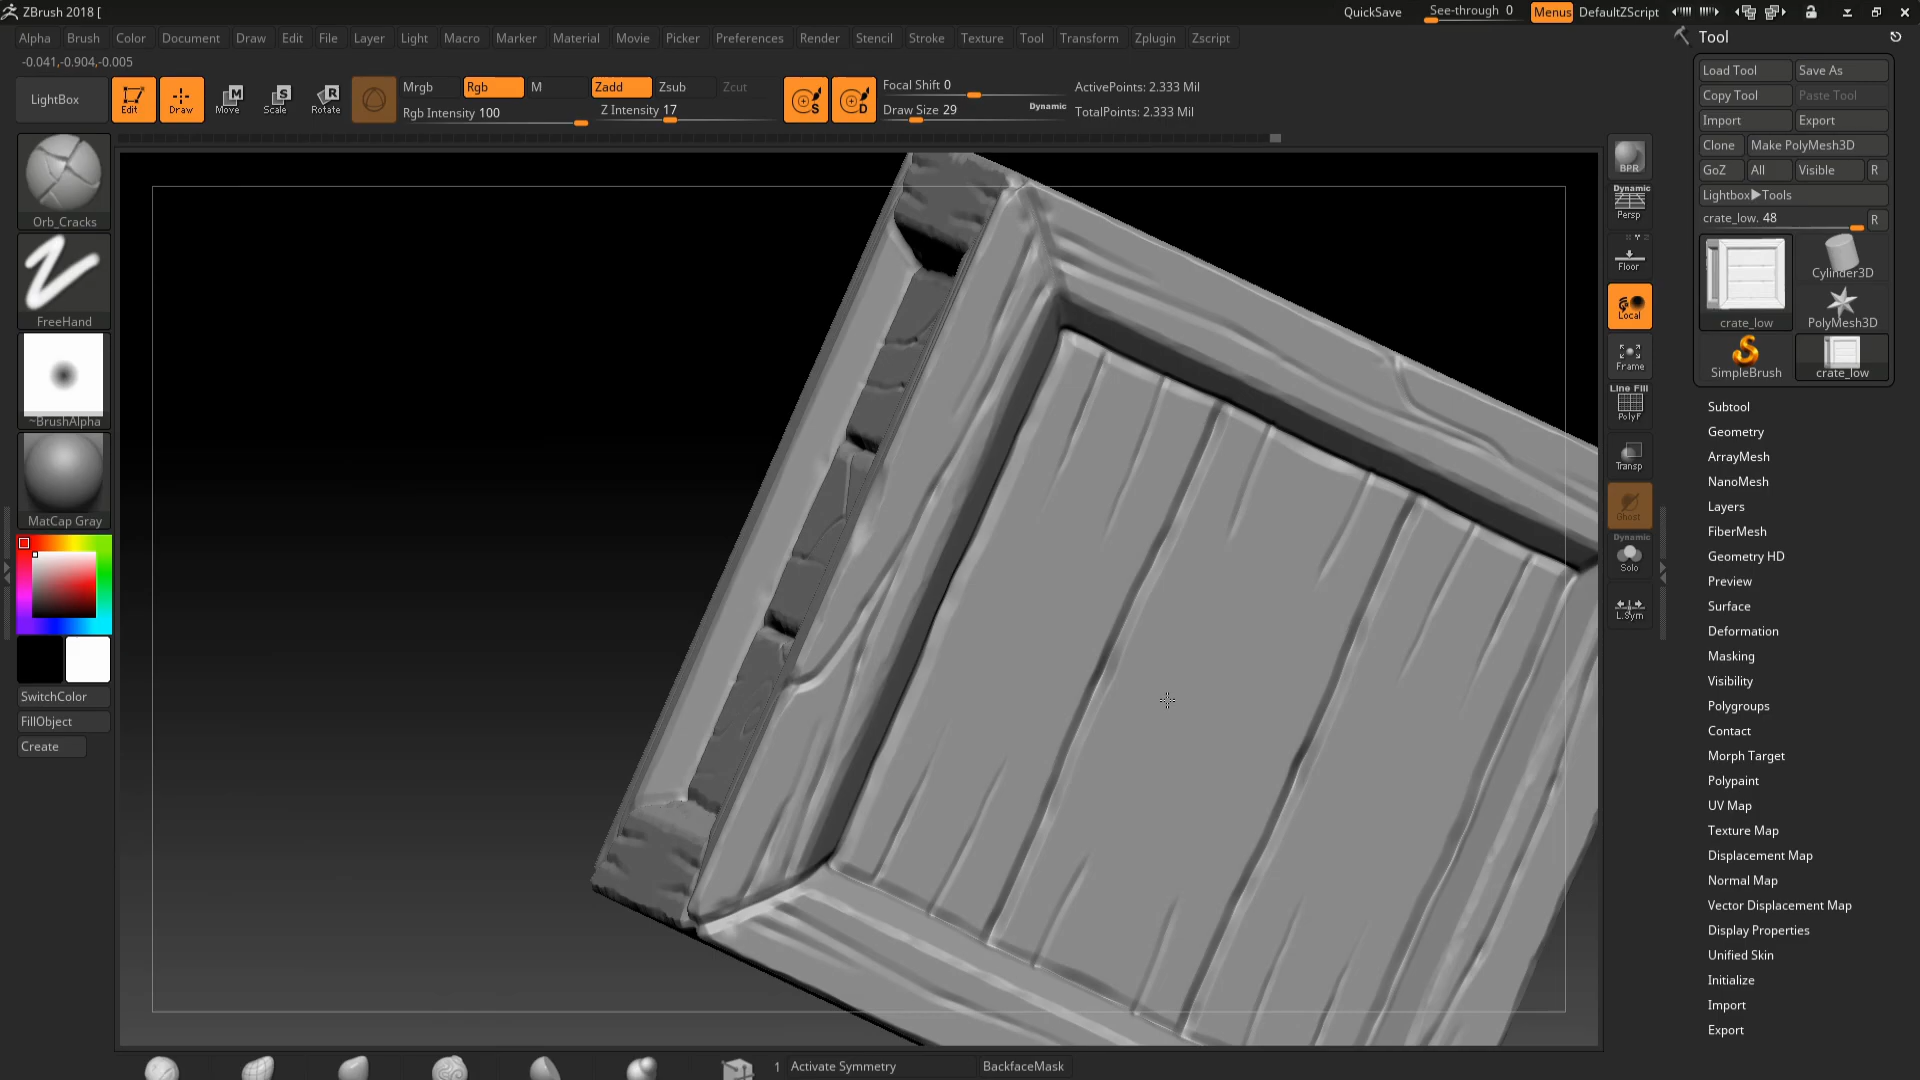 ZBrush 2018 [
QuickSave See-through 0 Menus DefaultZScript
Alpha Brush Color Document Draw Edit File Layer Light Macro Marker Material Movie Picker Preferences Render Stencil Stroke Texture Tool Transform Zplugin Zscript
-0.041,-0.904,-0.005
LightBox Edit Draw Move Scale Rotate
M S R
Mrgb Rgb M
Rgb Intensity 100
Zadd Zsub Zcut
Z Intensity 17
S D
Focal Shift 0
Draw Size 29 Dynamic
ActivePoints: 2.333 Mil
TotalPoints: 2.333 Mil
Orb_Cracks
FreeHand
~BrushAlpha
MatCap Gray
SwitchColor
FillObject
Create
BPR
Dynamic
Persp
Floor
Local
Frame
Line Fill
PolyF
Transp
Ghost
Dynamic
Solo
L.Sym
Tool
Load Tool Save As
Copy Tool Paste Tool
Import Export
Clone Make PolyMesh3D
GoZ All Visible R
Lightbox▶Tools
crate_low. 48 R
crate_low Cylinder3D
PolyMesh3D
SimpleBrush crate_low
Subtool
Geometry
ArrayMesh
NanoMesh
Layers
FiberMesh
Geometry HD
Preview
Surface
Deformation
Masking
Visibility
Polygroups
Contact
Morph Target
Polypaint
UV Map
Texture Map
Displacement Map
Normal Map
Vector Displacement Map
Display Properties
Unified Skin
Initialize
Import
Export
1 Activate Symmetry BackfaceMask